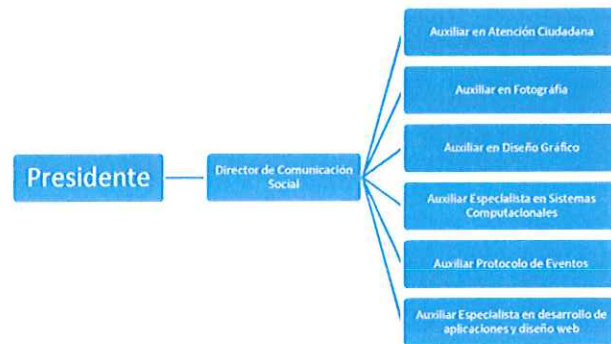 Presidente
Director de Comunicación
Social
Auxiliar en Atención Ciudadana
Auxiliar en Fotografía
Auxiliar en Diseño Gráfico
Auxiliar Especialista en Sistemas
Computacionales
Auxiliar Protocolo de Eventos
Auxiliar Especialista en desarrollo de
aplicaciones y diseño web